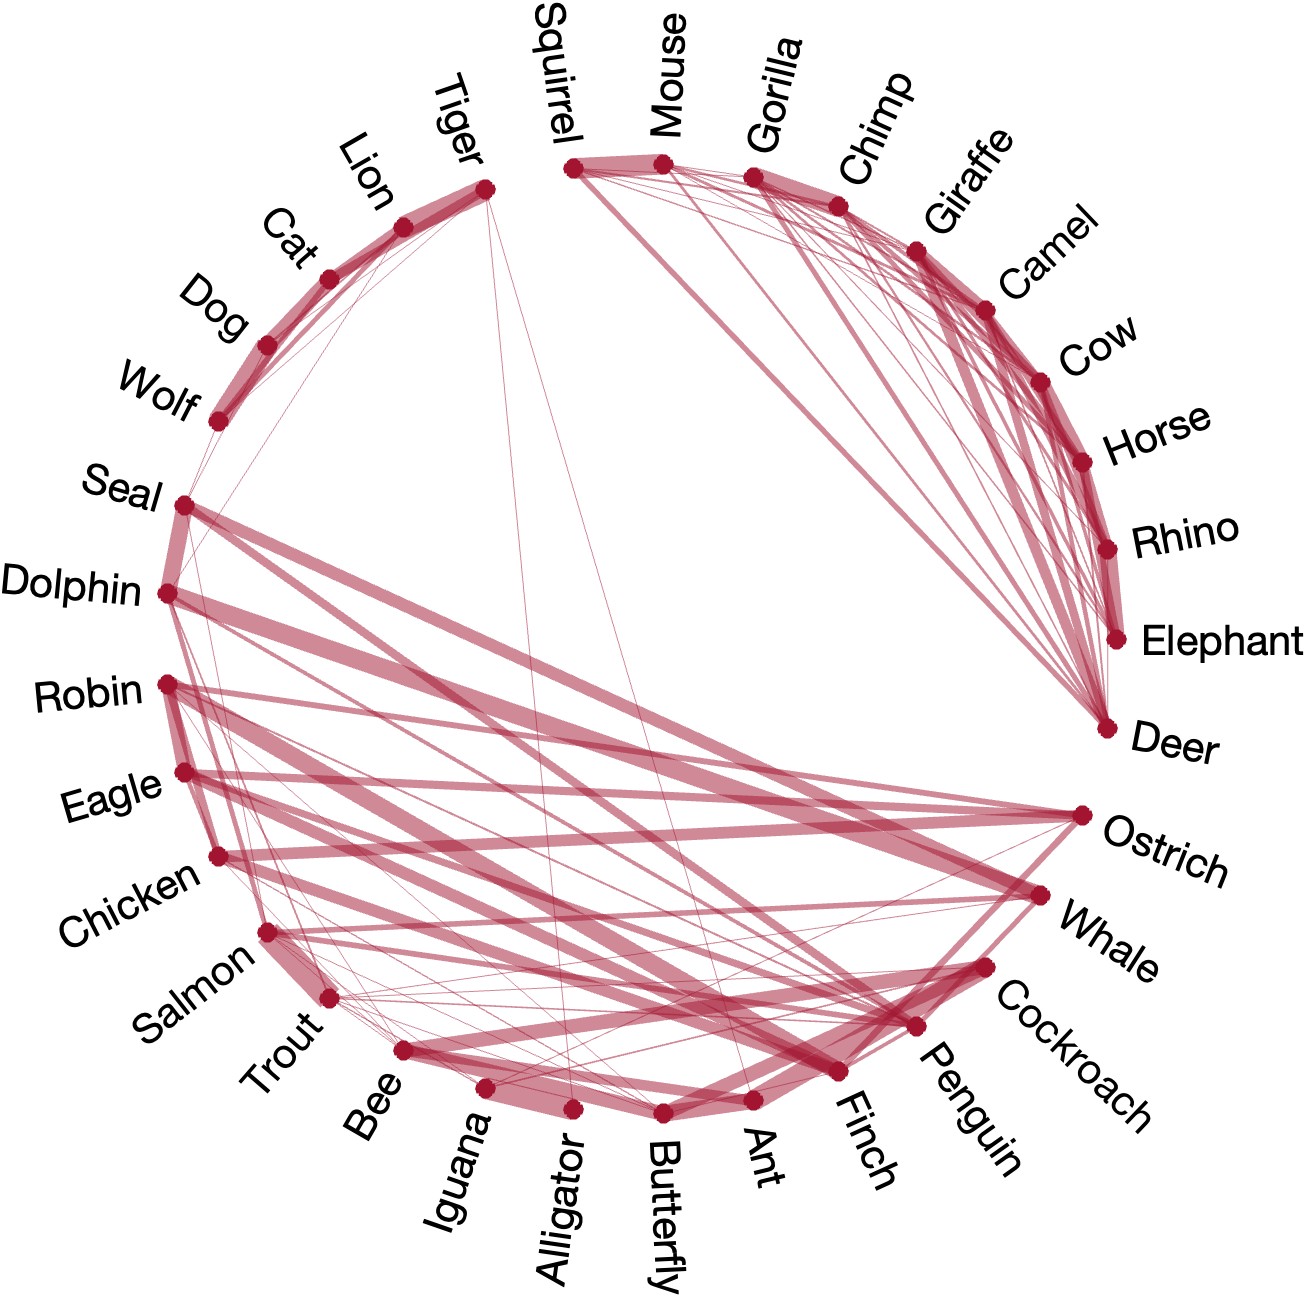 Squirrel
Mouse
Gorilla
Chimp
Giraffe
Camel
Cow
Horse
Rhino
Elephant
Deer
Ostrich
Whale
Cockroach
Penguin
Finch
Ant
Butterfly
Alligator
Iguana
Bee
Trout
Salmon
Chicken
Eagle
Robin
Dolphin
Seal
Wolf
Dog
Cat
Lion
Tiger